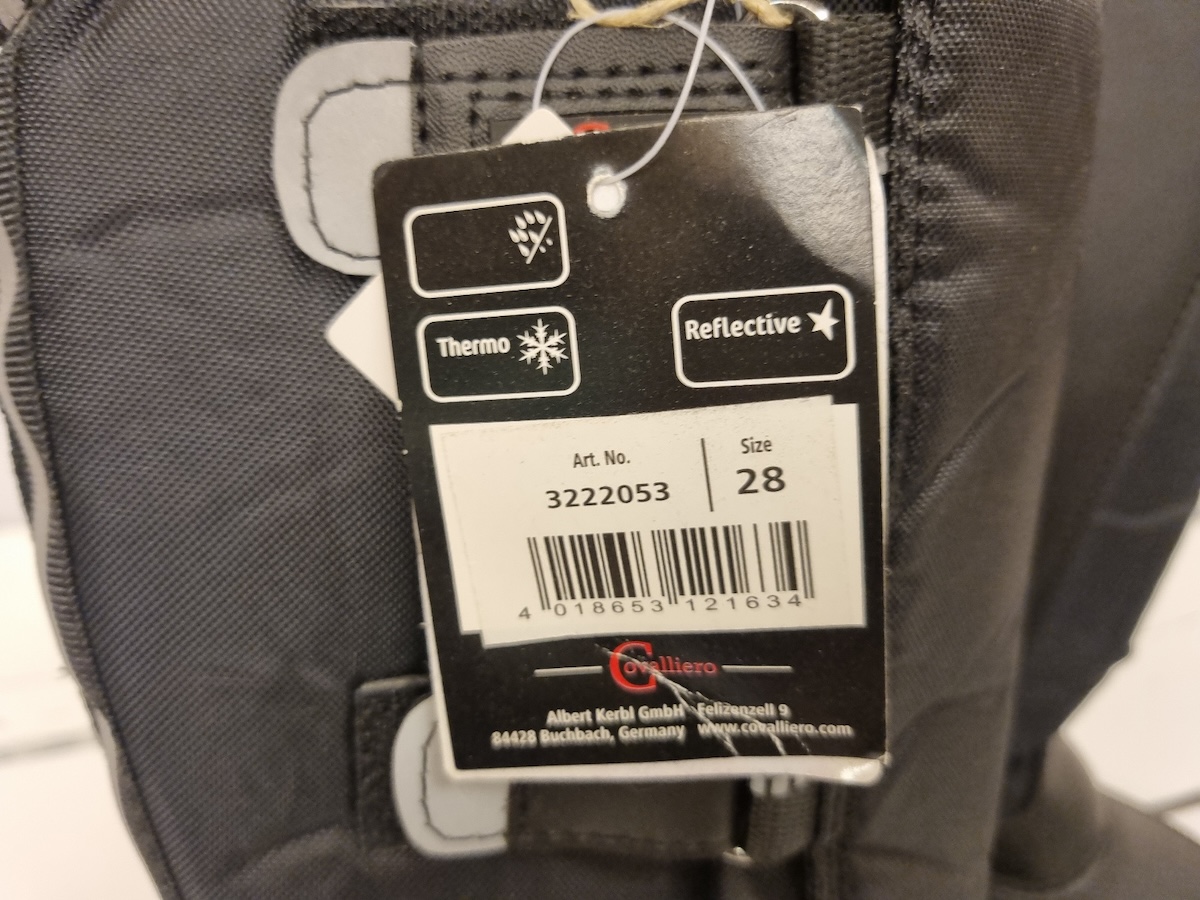 Thermo
Reflective
Art. No.
Size
3222053
28
4 018653 121634
Covalliero
Albert Kerbl GmbH Felizenzell 9
84428 Buchbach, Germany www.covalliero.com